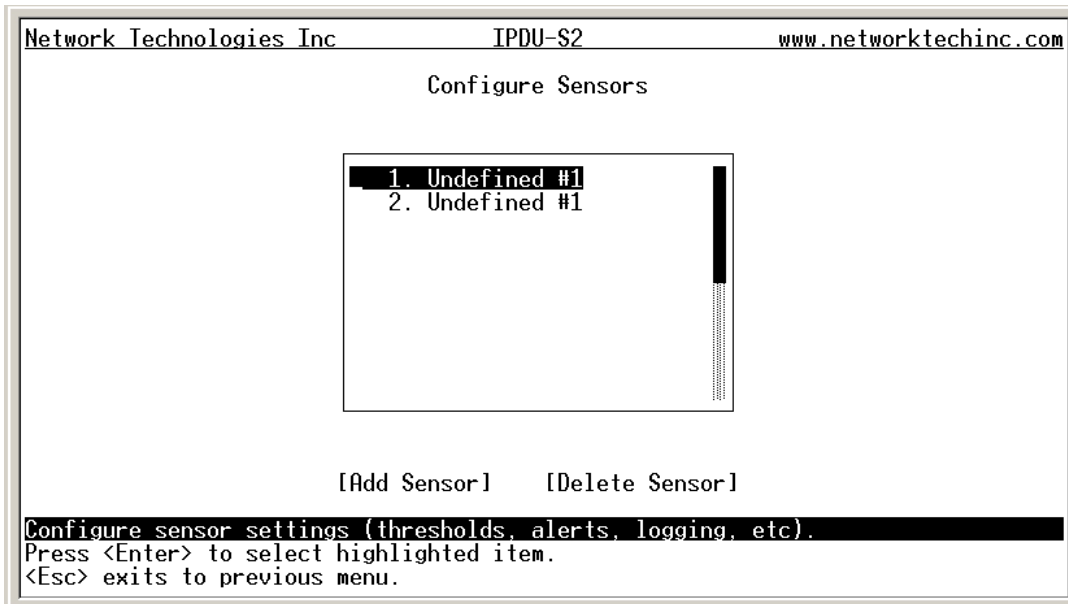 Network Technologies Inc IPDU-S2 www.networktechinc.com
Configure Sensors
1. Undefined #1
2. Undefined #1
[Add Sensor] [Delete Sensor]
Configure sensor settings (thresholds, alerts, logging, etc).
Press <Enter> to select highlighted item.
<Esc> exits to previous menu.